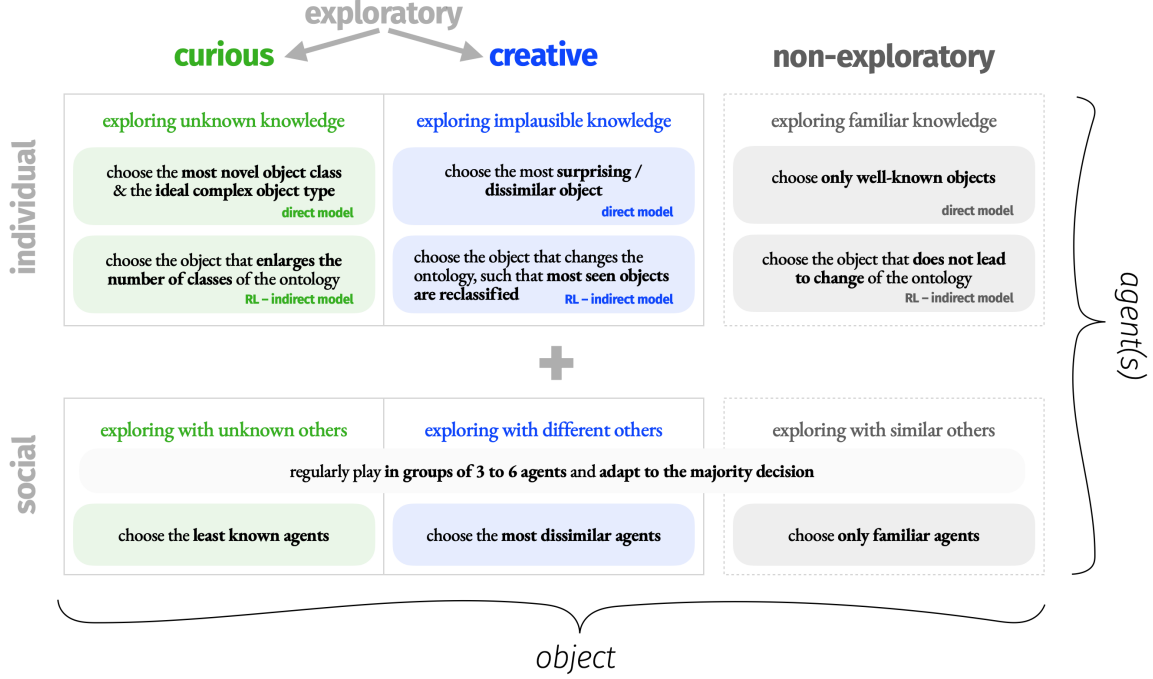 exploratory
curious
creative
non-exploratory
individual
exploring unknown knowledge
choose the most novel object class
& the ideal complex object type
direct model
choose the object that enlarges the
number of classes of the ontology
RL – indirect model
exploring implausible knowledge
choose the most surprising /
dissimilar object
direct model
choose the object that changes the
ontology, such that most seen objects
are reclassified
RL – indirect model
exploring familiar knowledge
choose only well-known objects
direct model
choose the object that does not lead
to change of the ontology
RL – indirect model
agent(s)
social
exploring with unknown others
exploring with different others
exploring with similar others
regularly play in groups of 3 to 6 agents and adapt to the majority decision
choose the least known agents
choose the most dissimilar agents
choose only familiar agents
object